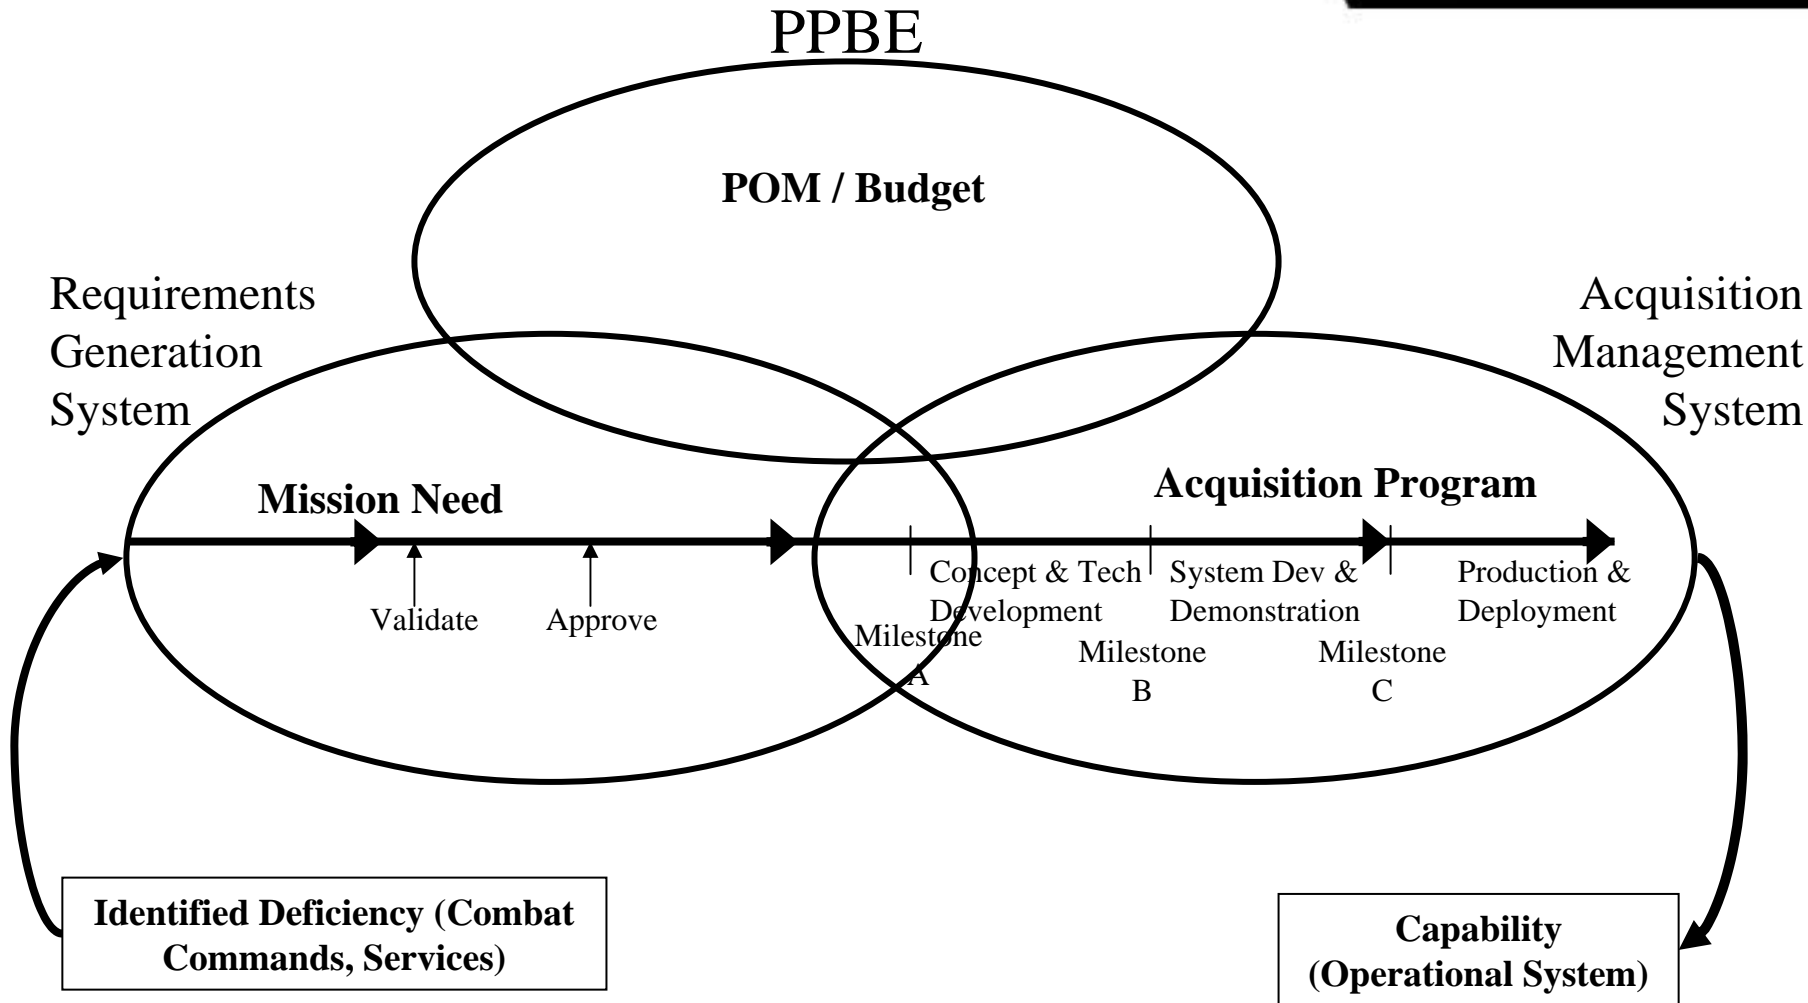 PPBE
POM / Budget
Requirements
Generation
System
Acquisition
Management
System
Mission Need
Acquisition Program
Validate
Approve
Concept & Tech
Development
System Dev &
Demonstration
Production &
Deployment
Milestone
A
Milestone
B
Milestone
C
Identified Deficiency (Combat
Commands, Services)
Capability
(Operational System)